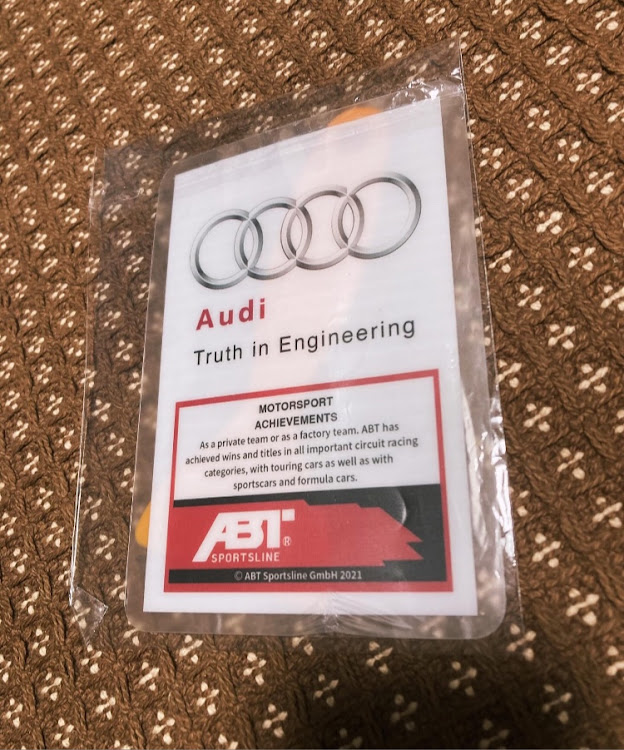 Audi
Truth in Engineering
MOTORSPORT
ACHIEVEMENTS
As a private team or as a factory team. ABT has
achieved wins and titles in all important circuit racing
categories, with touring cars as well as with
sportscars and formula cars.
ABT
SPORTSLINE®
© ABT Sportsline GmbH 2021